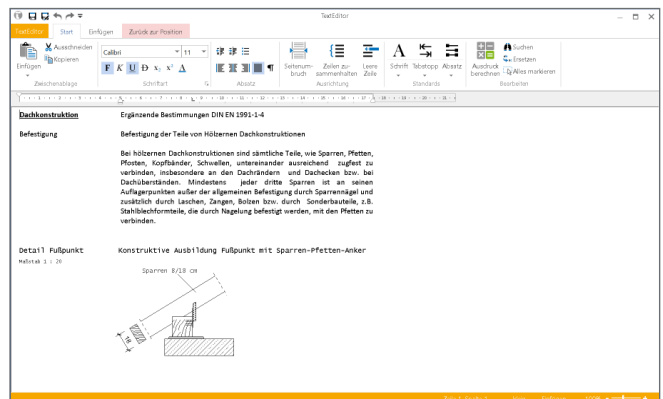 TextEditor
TextEditor Start Einfügen Zurück zur Position
Einfügen
Ausschneiden
Kopieren
Calibri 11
F K U D x₂ x² A
Seitenum-
bruch
Zeilen zu-
sammenhalten
Leere
Zeile
Schrift Tabstopp Absatz
Ausdruck
berechnen
Suchen
Ersetzen
Alles markieren
Zwischenablage Schriftart Absatz Ausrichtung Standards Bearbeiten
Dachkonstruktion Ergänzende Bestimmungen DIN EN 1991-1-4
Befestigung Befestigung der Teile von Hölzernen Dachkonstruktionen
Bei hölzernen Dachkonstruktionen sind sämtliche Teile, wie Sparren, Pfetten,
Pfosten, Kopfbänder, Schwellen, untereinander ausreichend zugfest zu
verbinden, insbesondere an den Dachrändern und Dachecken bzw. bei
Dachüberständen. Mindestens jeder dritte Sparren ist an seinen
Auflagerpunkten außer der allgemeinen Befestigung durch Sparrennägel und
zusätzlich durch Laschen, Zangen, Bolzen bzw. durch Sonderbauteile, z.B.
Stahlblechformteile, die durch Nagelung befestigt werden, mit den Pfetten zu
verbinden.
Detail Fußpunkt Konstruktive Ausbildung Fußpunkt mit Sparren-Pfetten-Anker
Maßstab 1 : 20
Sparren 8/18 cm
18
100%